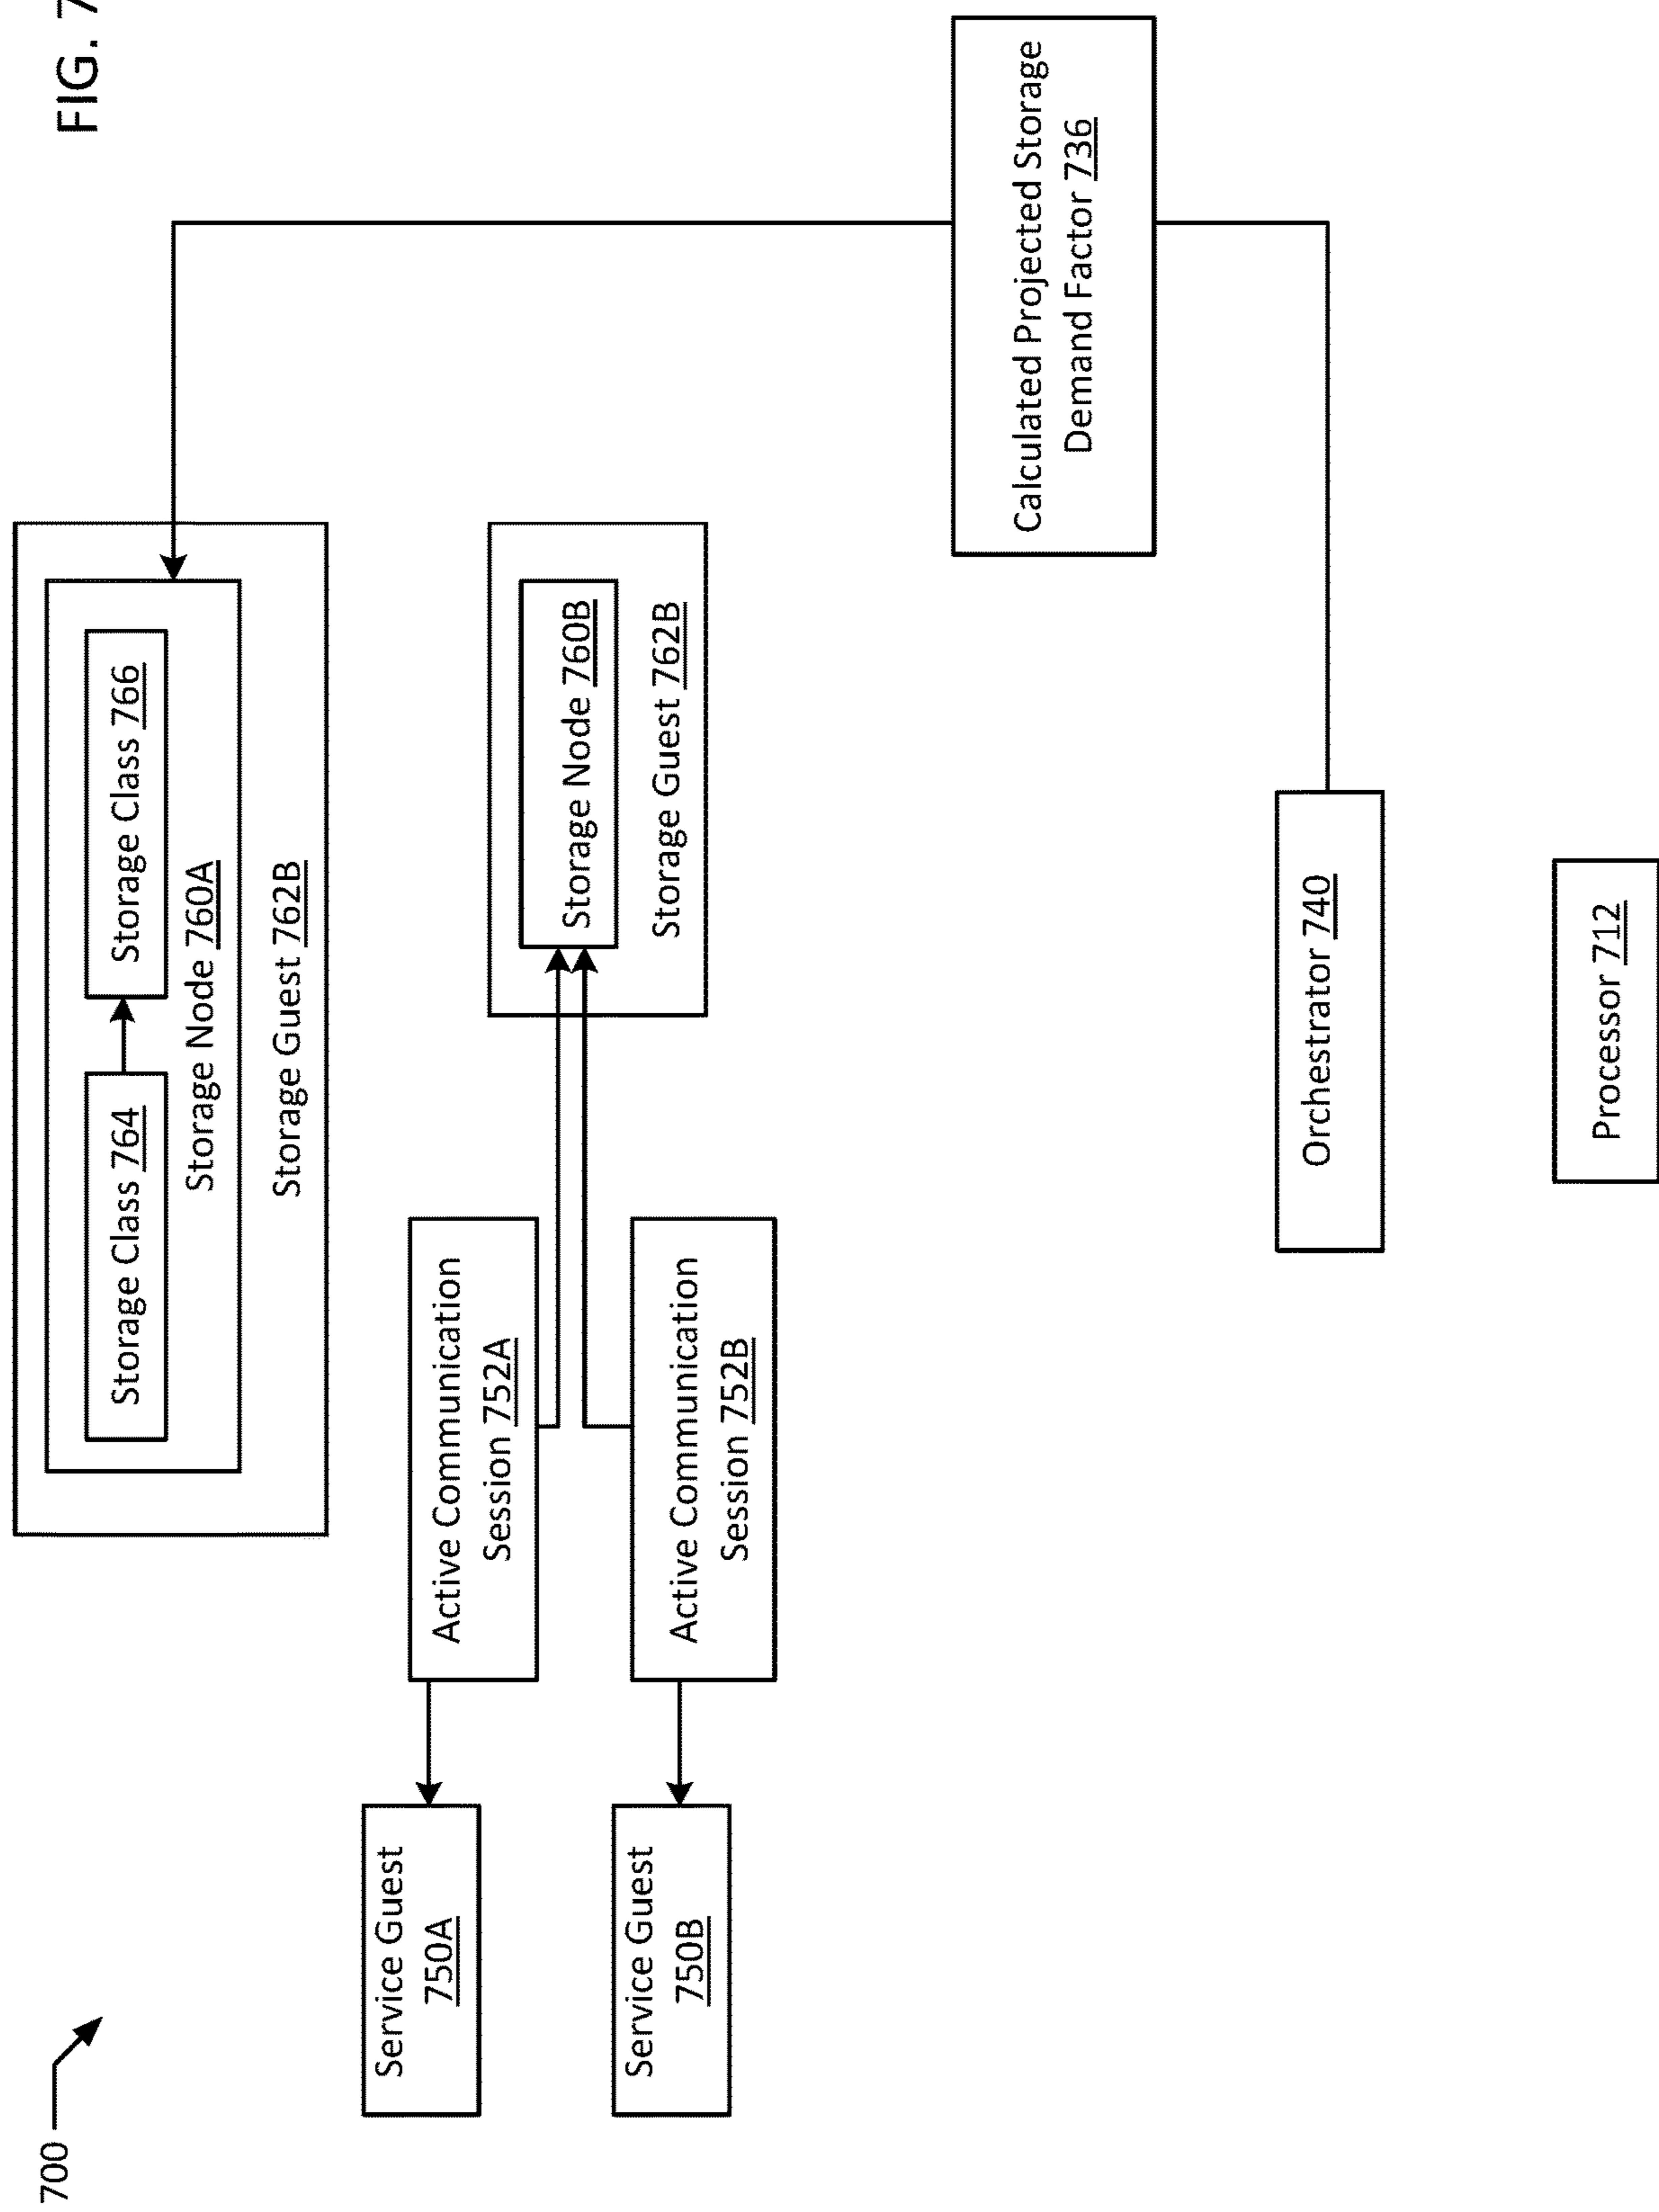 FIG. 7
700
Storage Class 764
Storage Class 766
Storage Node 760A
Storage Guest 762B
Service Guest
750A
Active Communication
Session 752A
Storage Node 760B
Storage Guest 762B
Service Guest
750B
Active Communication
Session 752B
Calculated Projected Storage
Demand Factor 736
Orchestrator 740
Processor 712